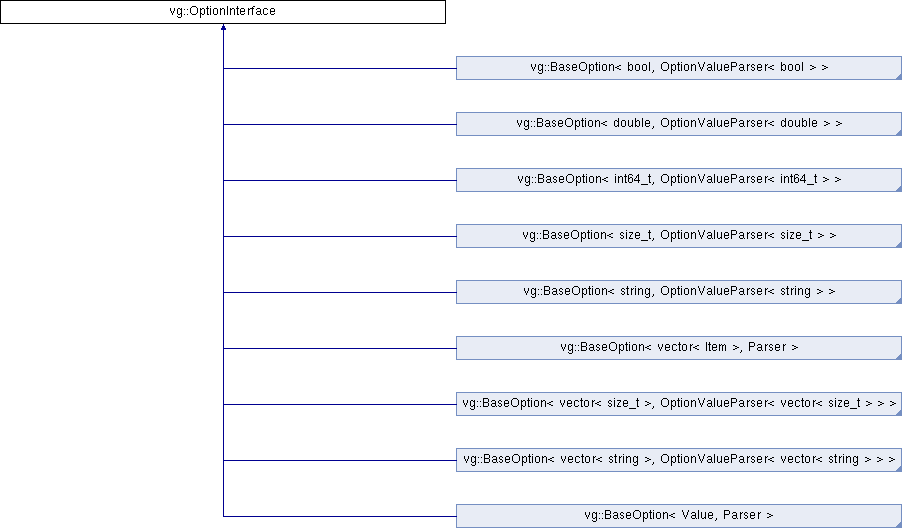 vg::OptionInterface
vg::BaseOption< bool, OptionValueParser< bool > >
vg::BaseOption< double, OptionValueParser< double > >
vg::BaseOption< int64_t, OptionValueParser< int64_t > >
vg::BaseOption< size_t, OptionValueParser< size_t > >
vg::BaseOption< string, OptionValueParser< string > >
vg::BaseOption< vector< Item >, Parser >
vg::BaseOption< vector< size_t >, OptionValueParser< vector< size_t > > >
vg::BaseOption< vector< string >, OptionValueParser< vector< string > > >
vg::BaseOption< Value, Parser >